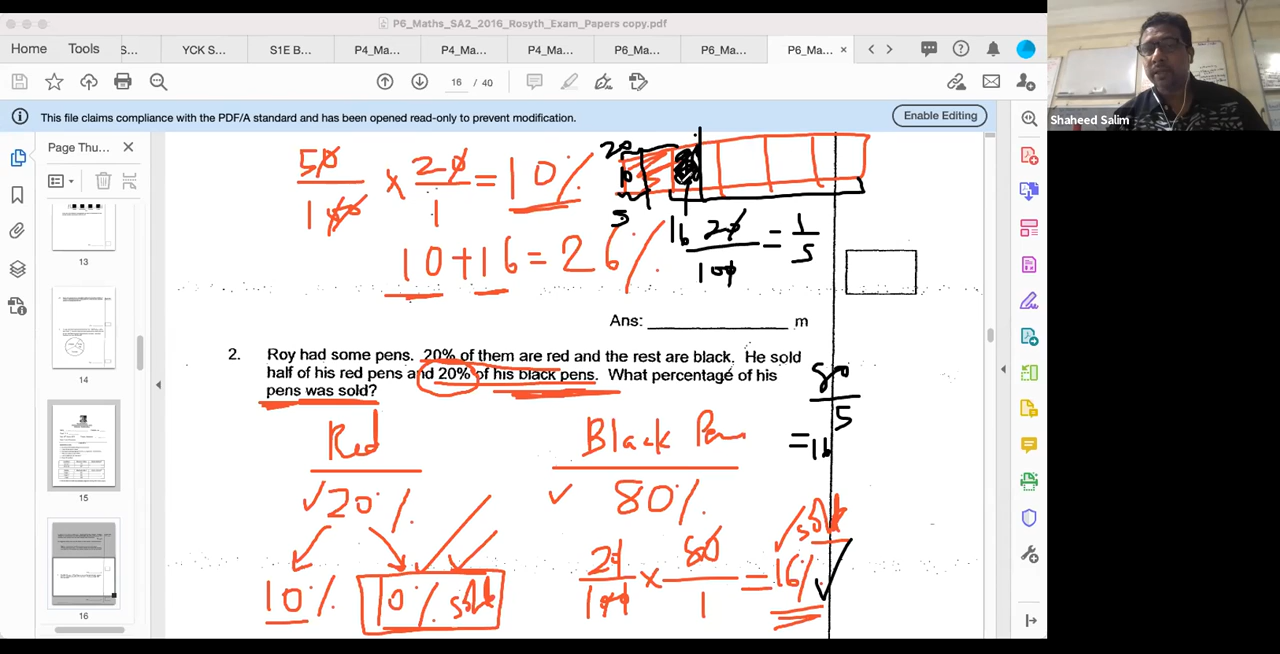 P6_Maths_SA2_2016_Rosyth_Exam_Papers copy.pdf
Home Tools S... YCK S... S1E B... P4_Ma... P4_Ma... P4_Ma... P6_Ma... P6_Ma... P6_Ma... ×
16 / 40
This file claims compliance with the PDF/A standard and has been opened read-only to prevent modification.
Enable Editing
Shaheed Salim
Page Thu...
13
14
15
16
50/100 × 20/1 = 10%
10 + 16 = 26%
20
10
16
20/100 = 1/5
Ans: ____________ m
2. Roy had some pens. 20% of them are red and the rest are black. He sold
half of his red pens and 20% of his black pens. What percentage of his
pens was sold?
80/5
= 16
Red
Black Pen
20%
80%
10%
10% sold
20/100 × 80/1 = 16%
sold